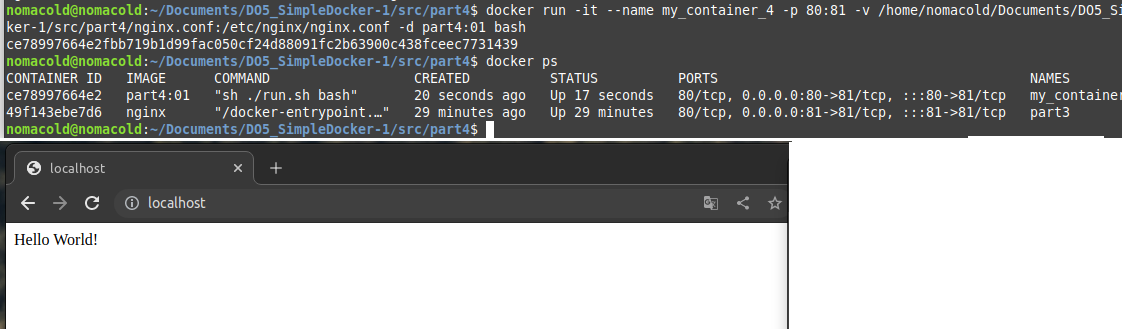 nomacold@nomacold:~/Documents/DO5_SimpleDocker-1/src/part4$ docker run -it --name my_container_4 -p 80:81 -v /home/nomacold/Documents/DO5_Si
ker-1/src/part4/nginx.conf:/etc/nginx/nginx.conf -d part4:01 bash
ce78997664e2fbb719b1d99fac050cf24d88091fc2b63900c438fceec7731439
nomacold@nomacold:~/Documents/DO5_SimpleDocker-1/src/part4$ docker ps
CONTAINER ID IMAGE COMMAND CREATED STATUS PORTS NAMES
ce78997664e2 part4:01 "sh ./run.sh bash" 20 seconds ago Up 17 seconds 80/tcp, 0.0.0.0:80->81/tcp, :::80->81/tcp my_container
49f143ebe7d6 nginx "/docker-entrypoint.…" 29 minutes ago Up 29 minutes 80/tcp, 0.0.0.0:81->81/tcp, :::81->81/tcp part3
nomacold@nomacold:~/Documents/DO5_SimpleDocker-1/src/part4$
localhost
localhost
Hello World!